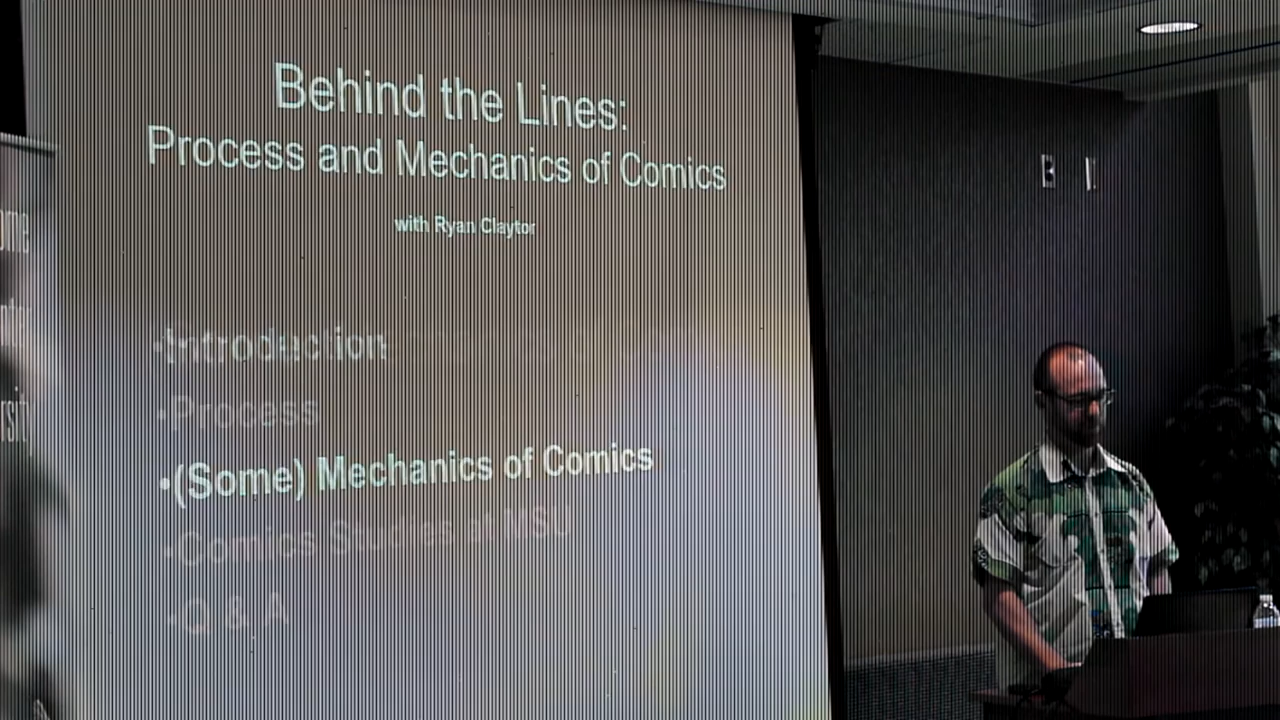 Behind the Lines:
Process and Mechanics of Comics
with Ryan Claytor
•Introduction
•Process
•(Some) Mechanics of Comics
•Comics Studies at MSU
•Q & A